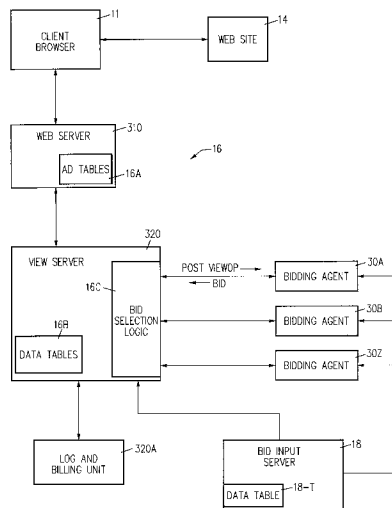 11
CLIENT
BROWSER
14
WEB SITE
310
WEB SERVER
AD TABLES
16A
16
320
VIEW SERVER
16C
BID
SELECTION
LOGIC
16B
DATA TABLES
POST VIEWOP
BID
30A
BIDDING AGENT
30B
BIDDING AGENT
30Z
BIDDING AGENT
LOG AND
BILLING UNIT
320A
18
BID INPUT
SERVER
18-T
DATA TABLE